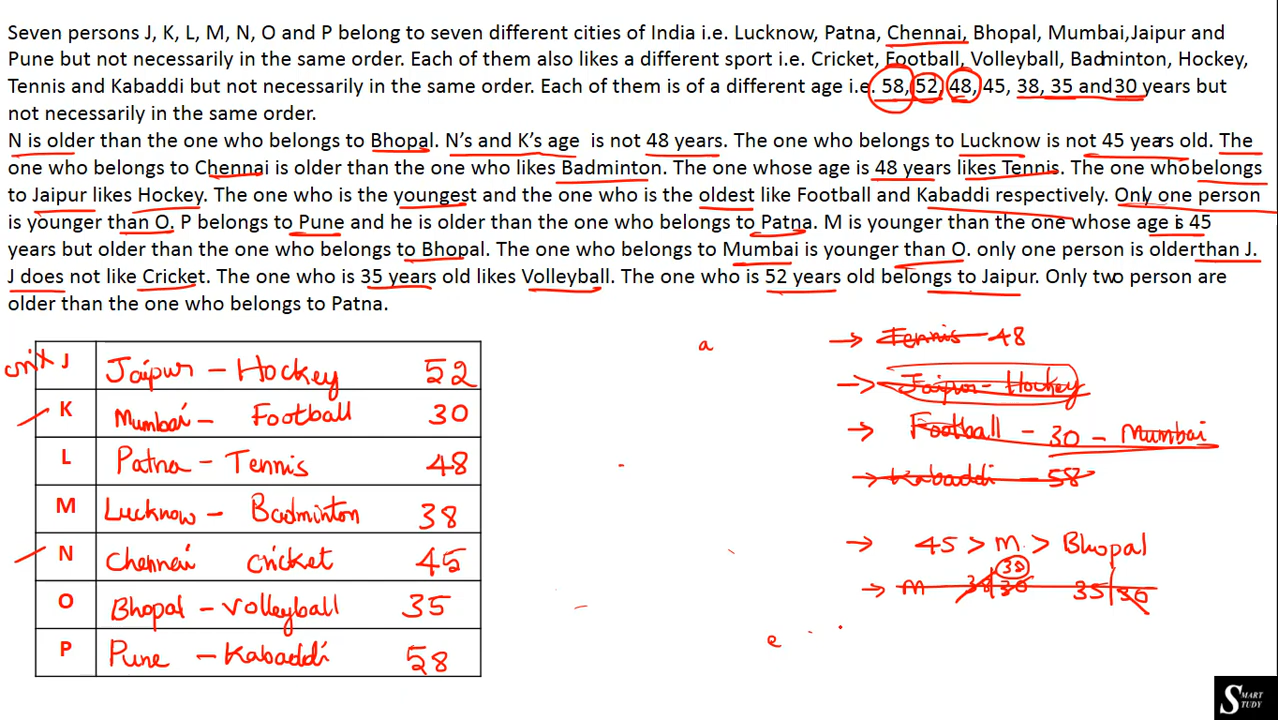 Seven persons J, K, L, M, N, O and P belong to seven different cities of India i.e. Lucknow, Patna, Chennai, Bhopal, Mumbai,Jaipur and
Pune but not necessarily in the same order. Each of them also likes a different sport i.e. Cricket, Football, Volleyball, Badminton, Hockey,
Tennis and Kabaddi but not necessarily in the same order. Each of them is of a different age i.e. 58, 52, 48, 45, 38, 35 and 30 years but
not necessarily in the same order.
N is older than the one who belongs to Bhopal. N's and K's age is not 48 years. The one who belongs to Lucknow is not 45 years old. The
one who belongs to Chennai is older than the one who likes Badminton. The one whose age is 48 years likes Tennis. The one who belongs
to Jaipur likes Hockey. The one who is the youngest and the one who is the oldest like Football and Kabaddi respectively. Only one person
is younger than O. P belongs to Pune and he is older than the one who belongs to Patna. M is younger than the one whose age is 45
years but older than the one who belongs to Bhopal. The one who belongs to Mumbai is younger than O. only one person is olderthan J.
J does not like Cricket. The one who is 35 years old likes Volleyball. The one who is 52 years old belongs to Jaipur. Only two person are
older than the one who belongs to Patna.
J Jaipur - Hockey 52
K Mumbai - Football 30
L Patna - Tennis 48
M Lucknow - Badminton 38
N Chennai cricket 45
O Bhopal - Volleyball 35
P Pune - Kabaddi 58
a
→ Tennis - 48
→ Jaipur - Hockey
→ Football - 30 - Mumbai
→ Kabaddi - 58
→ 45 > M > Bhopal
→ M 38 35 30
e
SMART
STUDY